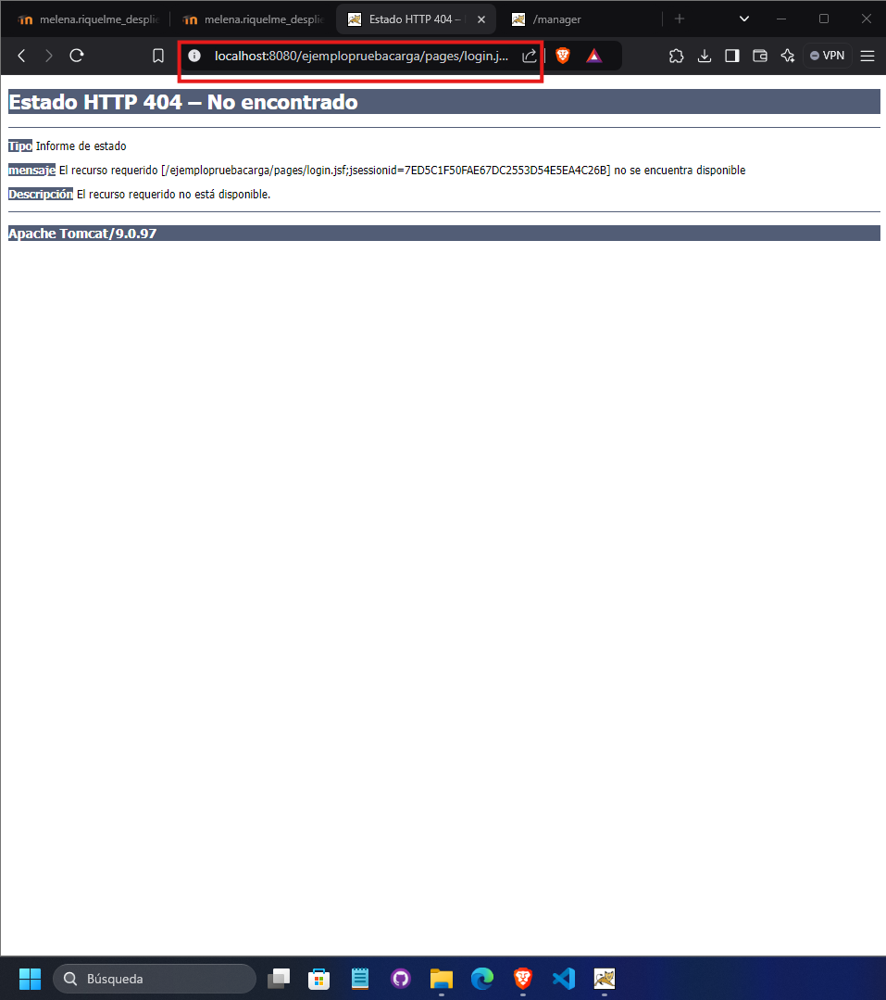 melena.riquelme_desplie
melena.riquelme_desplie
Estado HTTP 404 –
/manager
localhost:8080/ejemplopruebacarga/pages/login.j...
VPN
Estado HTTP 404 – No encontrado
Tipo Informe de estado
mensaje El recurso requerido [/ejemplopruebacarga/pages/login.jsf;jsessionid=7ED5C1F50FAE67DC2553D54E5EA4C26B] no se encuentra disponible
Descripción El recurso requerido no está disponible.
Apache Tomcat/9.0.97
Búsqueda